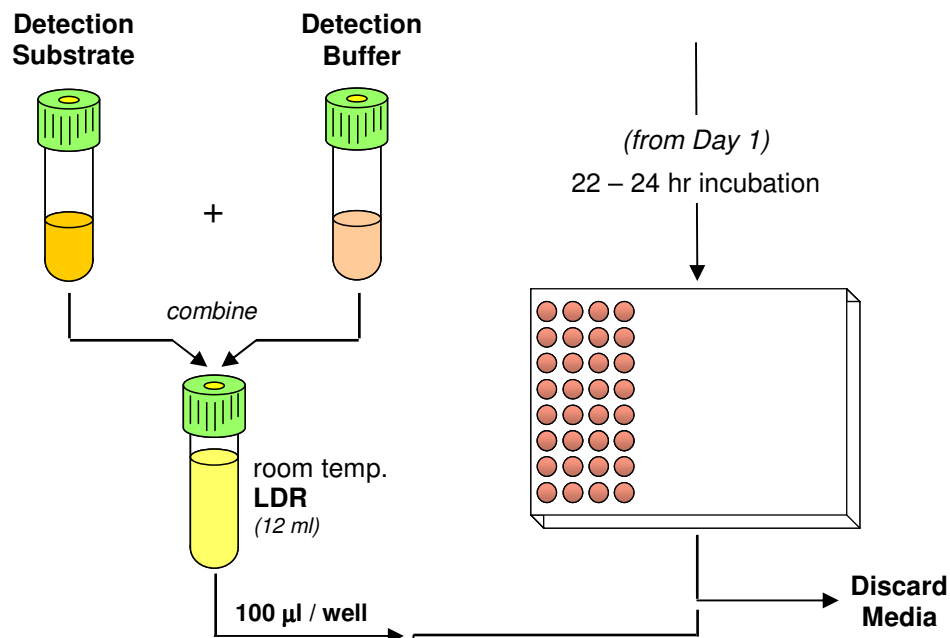 Detection
Substrate
Detection
Buffer
+
combine
room temp.
LDR
(12 ml)
100 µl / well
(from Day 1)
22 – 24 hr incubation
Discard
Media